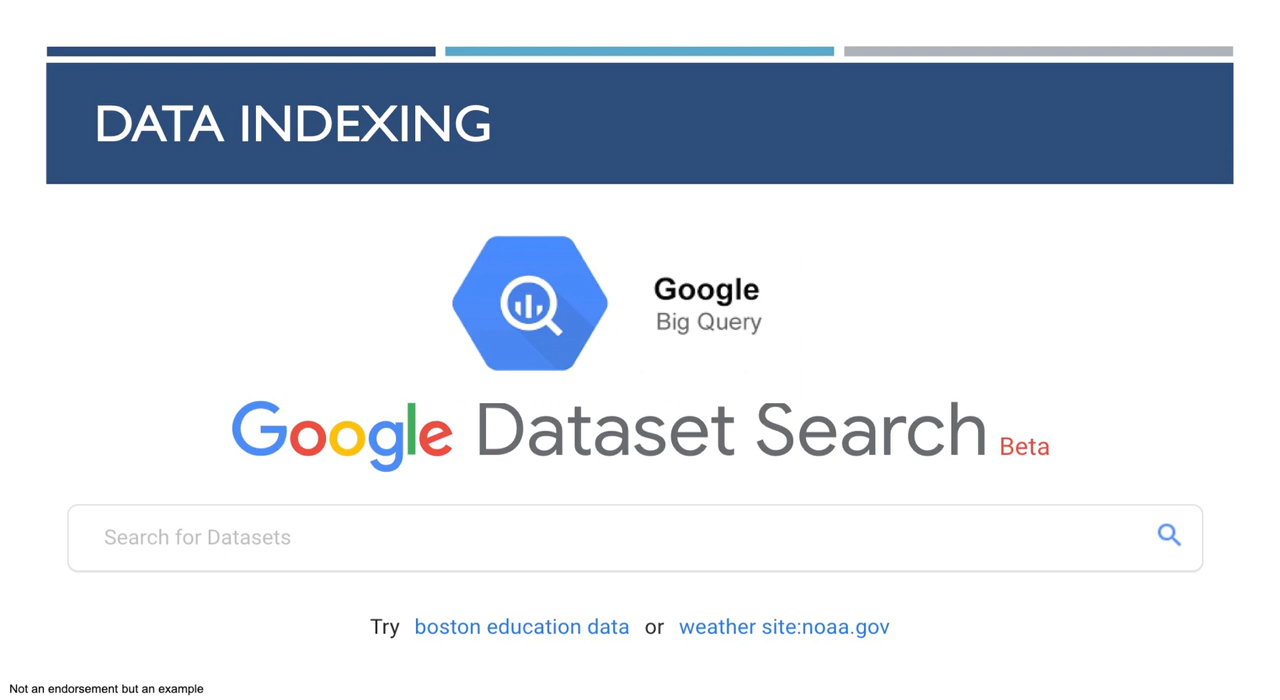 DATA INDEXING
Google
Big Query
Google Dataset Search Beta
Search for Datasets
Try boston education data or weather site:noaa.gov
Not an endorsement but an example